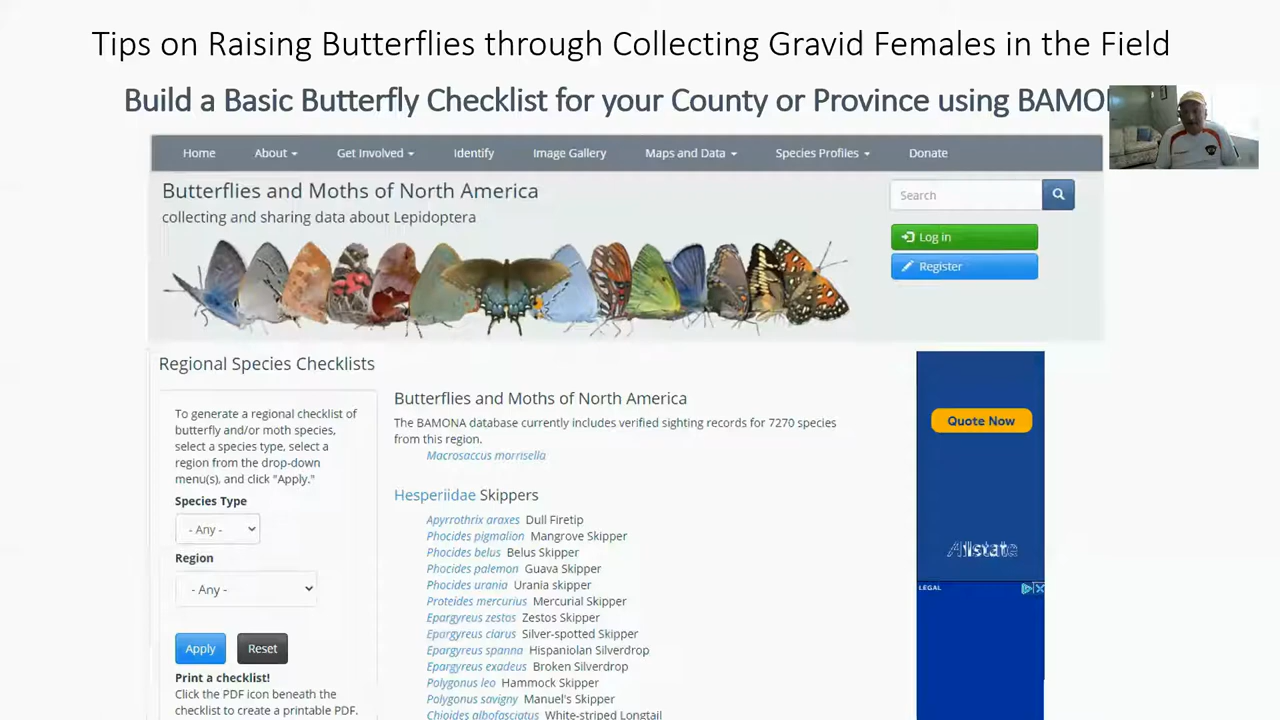 Tips on Raising Butterflies through Collecting Gravid Females in the Field
Build a Basic Butterfly Checklist for your County or Province using
Home About Get Involved Identify Image Gallery Maps and Data Species Profiles Donate
Butterflies and Moths of North America
collecting and sharing data about Lepidoptera
Search
Log in
Register
Regional Species Checklists
To generate a regional checklist of
butterfly and/or moth species,
select a species type, select a
region from the drop-down
menu(s), and click "Apply."
Species Type
- Any -
Region
- Any -
Apply Reset
Print a checklist!
Click the PDF icon beneath the
checklist to create a printable PDF.
Butterflies and Moths of North America
The BAMONA database currently includes verified sighting records for 7270 species
from this region.
Macrosaccus morrisella
Hesperiidae Skippers
Apyrrothrix araxes Dull Firetip
Phocides pigmalion Mangrove Skipper
Phocides belus Belus Skipper
Phocides palemon Guava Skipper
Phocides urania Urania skipper
Proteides mercurius Mercurial Skipper
Epargyreus zestos Zestos Skipper
Epargyreus clarus Silver-spotted Skipper
Epargyreus spanna Hispaniolan Silverdrop
Epargyreus exadeus Broken Silverdrop
Polygonus leo Hammock Skipper
Polygonus savigny Manuel's Skipper
Chioides albofasciatus White-striped Longtail
Quote Now
Allstate
LEGAL